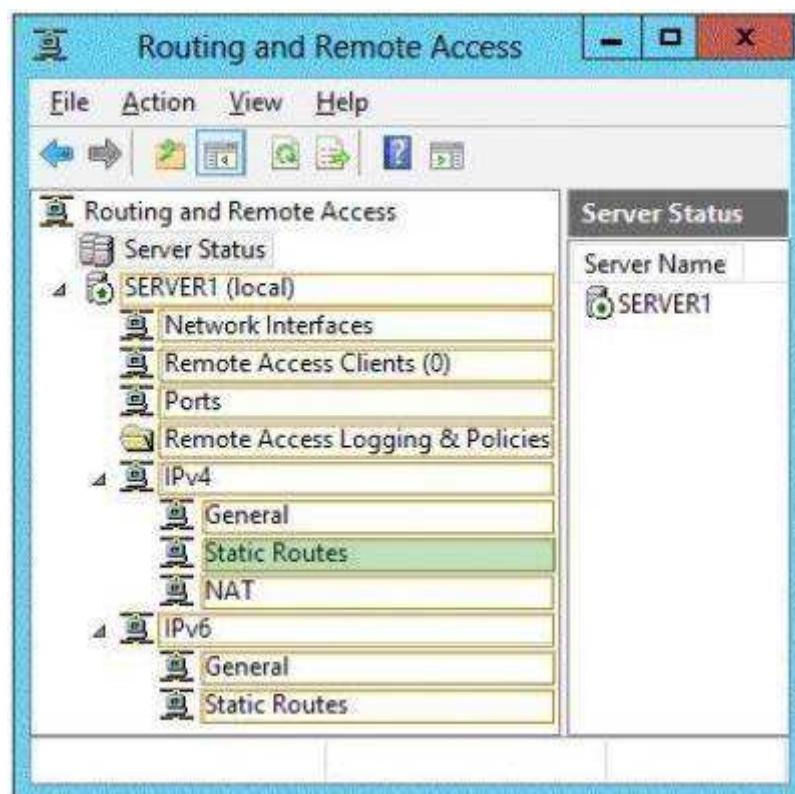 Routing and Remote Access
File Action View Help
Routing and Remote Access
Server Status
SERVER1 (local)
Network Interfaces
Remote Access Clients (0)
Ports
Remote Access Logging & Policies
IPv4
General
Static Routes
NAT
IPv6
General
Static Routes
Server Status
Server Name
SERVER1